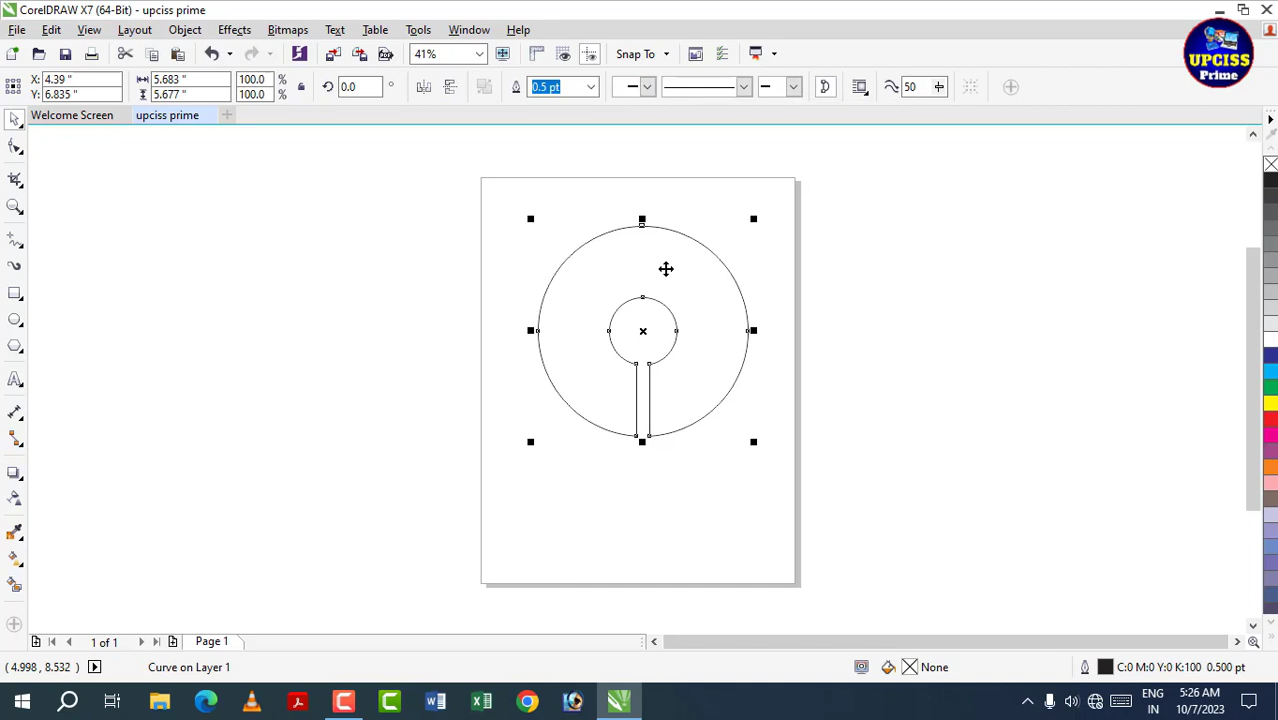 CorelDRAW X7 (64-Bit) - upciss prime
File Edit View Layout Object Effects Bitmaps Text Table Tools Window Help
41% Snap To
UPCISS
Prime
X: 4.39 " 5.683 " 100.0 % 0.0 ° 0.5 pt 50
Y: 6.835 " 5.677 " 100.0 %
Welcome Screen upciss prime
1 of 1 Page 1
(4.998 , 8.532 ) Curve on Layer 1 None C:0 M:0 Y:0 K:100 0.500 pt
ENG 5:26 AM
IN 10/7/2023